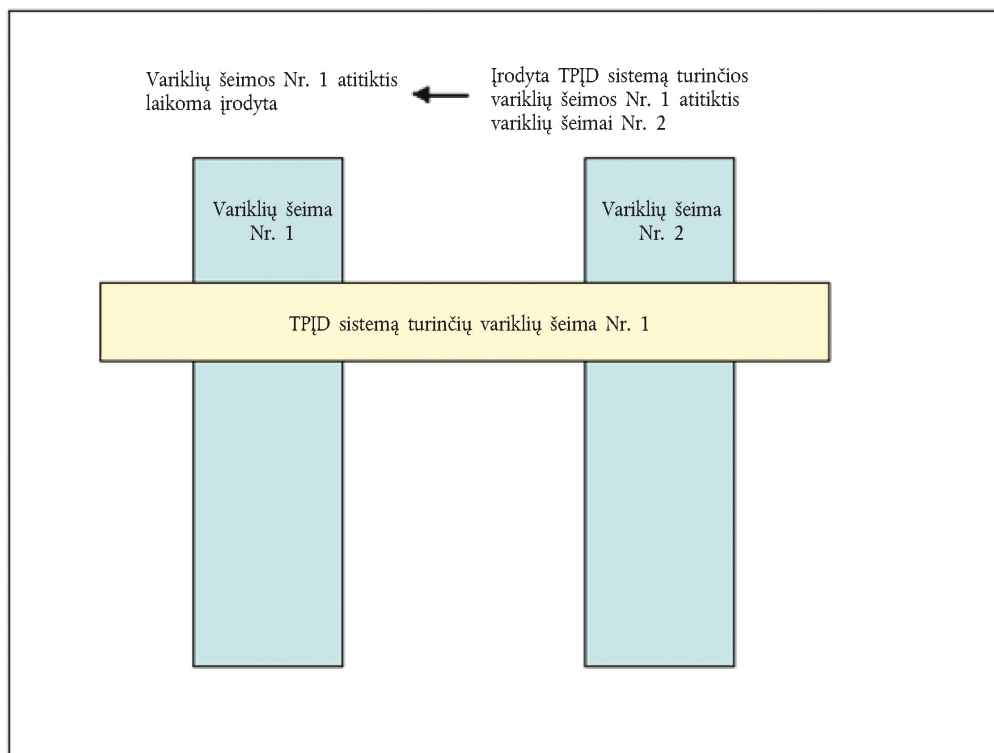 Variklių šeimos Nr. 1 atitiktis
laikoma įrodyta
Įrodyta TPĮD sistemą turinčios
variklių šeimos Nr. 1 atitiktis
variklių šeimai Nr. 2
Variklių šeima
Nr. 1
Variklių šeima
Nr. 2
TPĮD sistemą turinčių variklių šeima Nr. 1